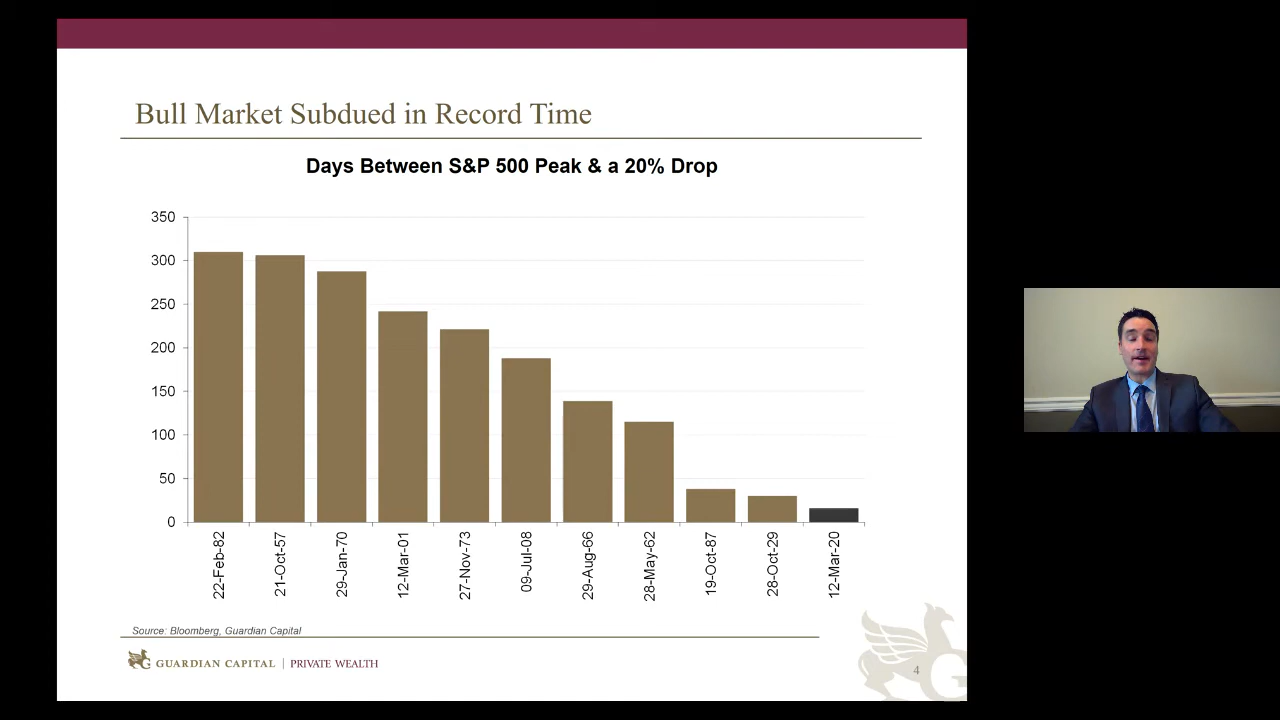 Bull Market Subdued in Record Time
Days Between S&P 500 Peak & a 20% Drop
350
300
250
200
150
100
50
0
22-Feb-82
21-Oct-57
29-Jan-70
12-Mar-01
27-Nov-73
09-Jul-08
29-Aug-66
28-May-62
19-Oct-87
28-Oct-29
12-Mar-20
Source: Bloomberg, Guardian Capital
GUARDIAN CAPITAL | PRIVATE WEALTH
4